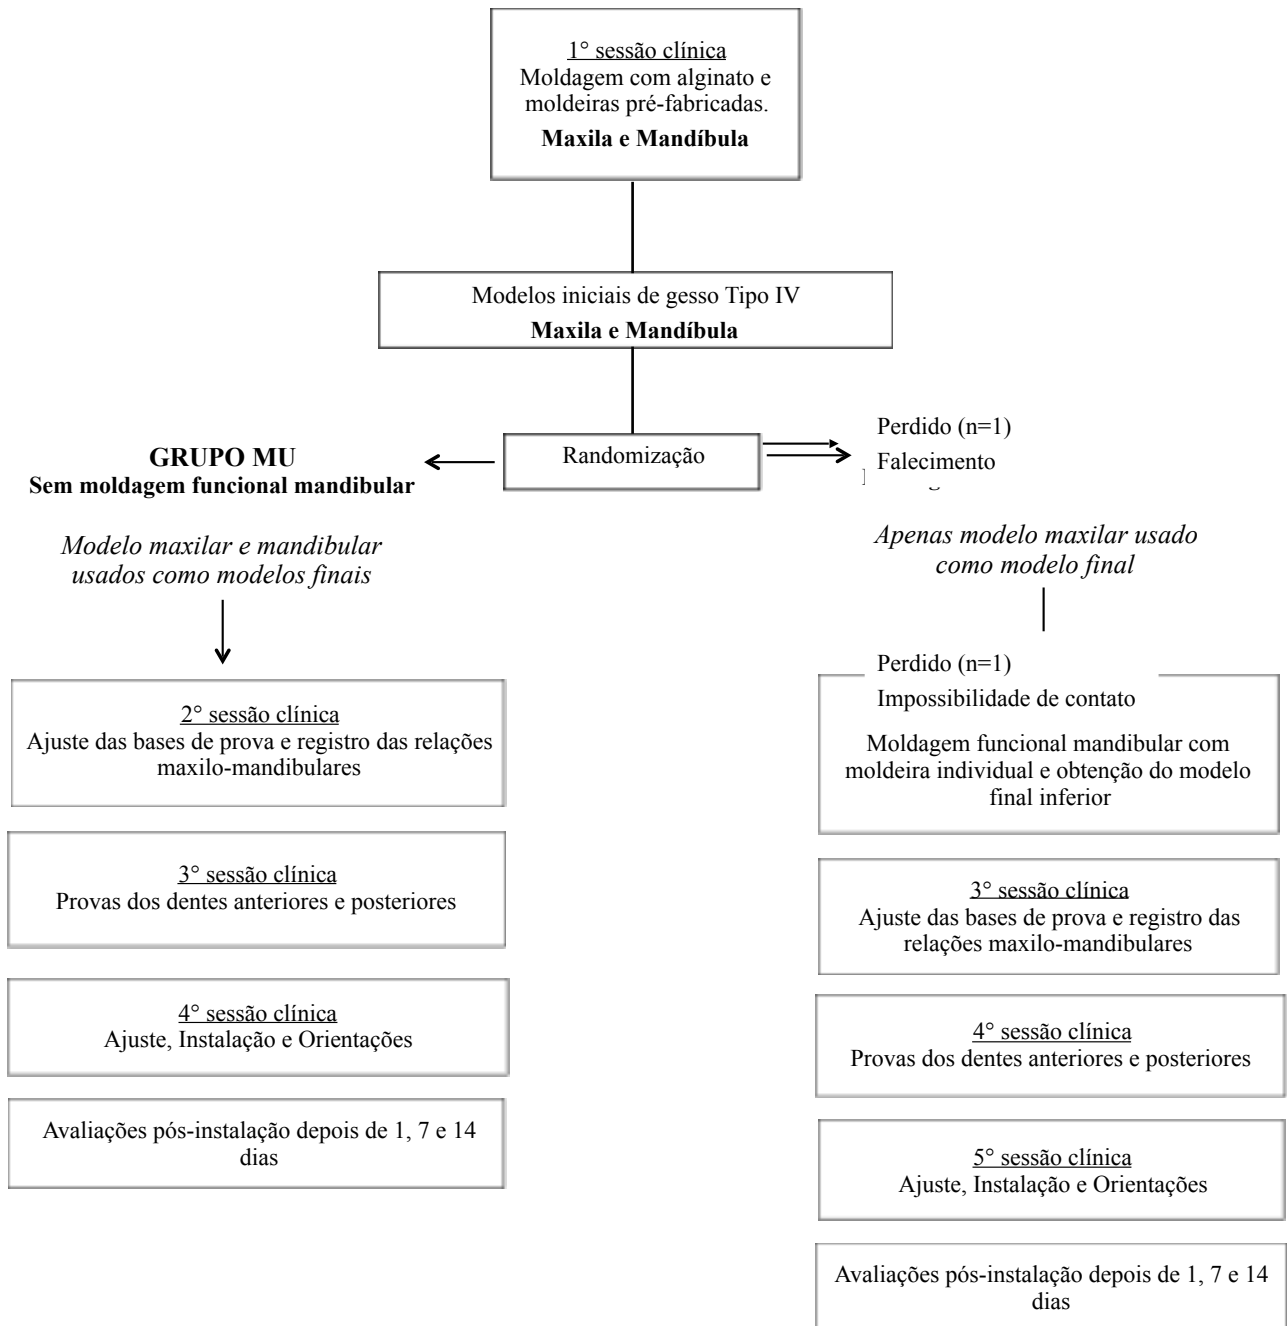 1° sessão clínica
Moldagem com alginato e
moldeiras pré-fabricadas.
Maxila e Mandíbula
Modelos iniciais de gesso Tipo IV
Maxila e Mandíbula
Randomização
GRUPO MU
Sem moldagem funcional mandibular
Modelo maxilar e mandibular
usados como modelos finais
2° sessão clínica
Ajuste das bases de prova e registro das relações
maxilo-mandibulares
3° sessão clínica
Provas dos dentes anteriores e posteriores
4° sessão clínica
Ajuste, Instalação e Orientações
Avaliações pós-instalação depois de 1, 7 e 14
dias
Perdido (n=1)
Falecimento
Apenas modelo maxilar usado
como modelo final
Perdido (n=1)
Impossibilidade de contato
Moldagem funcional mandibular com
moldeira individual e obtenção do modelo
final inferior
3° sessão clínica
Ajuste das bases de prova e registro das
relações maxilo-mandibulares
4° sessão clínica
Provas dos dentes anteriores e posteriores
5° sessão clínica
Ajuste, Instalação e Orientações
Avaliações pós-instalação depois de 1, 7 e 14
dias